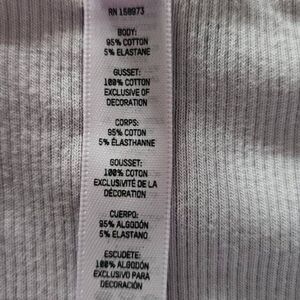 RN 158973
BODY:
95% COTTON
5% ELASTANE
GUSSET:
100% COTTON
EXCLUSIVE OF
DECORATION
CORPS:
95% COTON
5% ÉLASTHANNE
GOUSSET:
100% COTON
EXCLUSIVITÉ DE LA
DÉCORATION
CUERPO:
95% ALGODÓN
5% ELASTANO
ESCUDETE:
100% ALGODÓN
EXCLUSIVO PARA
DECORACIÓN